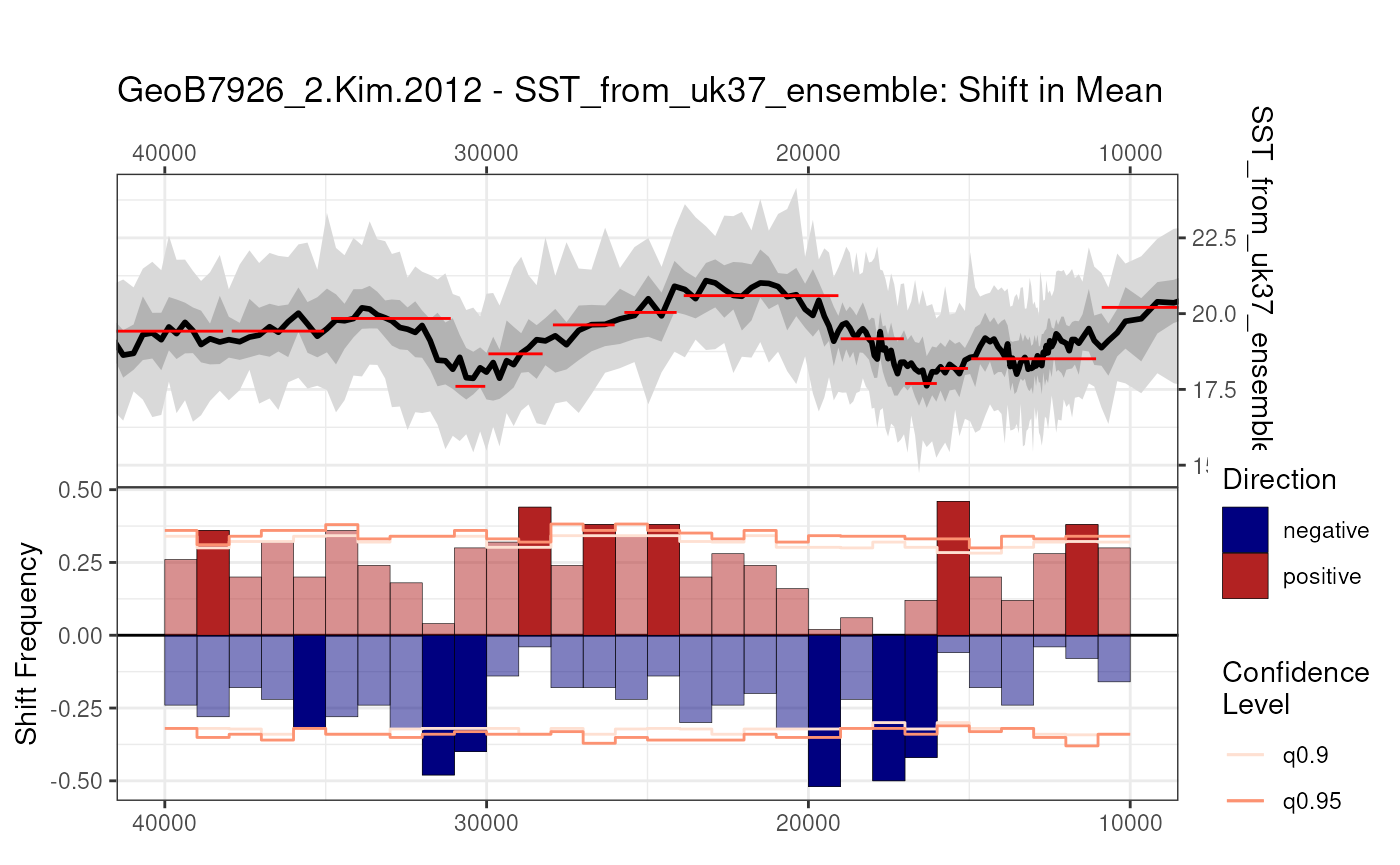 GeoB7926_2.Kim.2012 - SST_from_uk37_ensemble: Shift in Mean
40000 30000 20000 10000
SST_from_uk37_ensemble
22.5
20.0
17.5
0.50
0.25
0.00
-0.25
-0.50
Shift Frequency
40000 30000 20000 10000
Direction
negative
positive
Confidence
Level
q0.9
q0.95